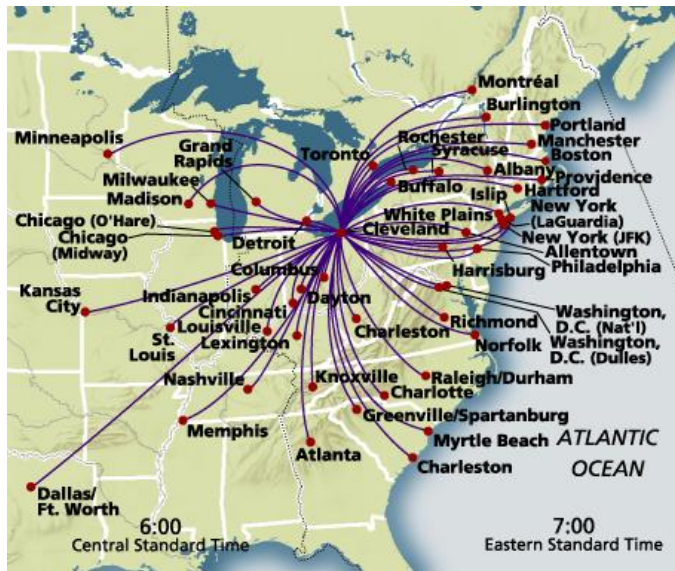 Montréal
Burlington
Portland
Minneapolis
Manchester
Rochester
Grand
Rapids
Toronto
Syracuse
Boston
Milwaukee
Albany
Providence
Madison
Buffalo
Hartford
Islip
New York
(LaGuardia)
Chicago (O'Hare)
White Plains
Chicago
(Midway)
Detroit
Cleveland
New York (JFK)
Allentown
Philadelphia
Harrisburg
Columbus
Kansas
City
Indianapolis
Dayton
Cincinnati
Washington,
D.C. (Nat'l)
Louisville
Charleston
Richmond
St.
Louis
Lexington
Norfolk
Washington,
D.C. (Dulles)
Nashville
Knoxville
Raleigh/Durham
Charlotte
Greenville/Spartanburg
Memphis
Myrtle Beach
Atlanta
Charleston
ATLANTIC
OCEAN
Dallas/
Ft. Worth
6:00
Central Standard Time
7:00
Eastern Standard Time